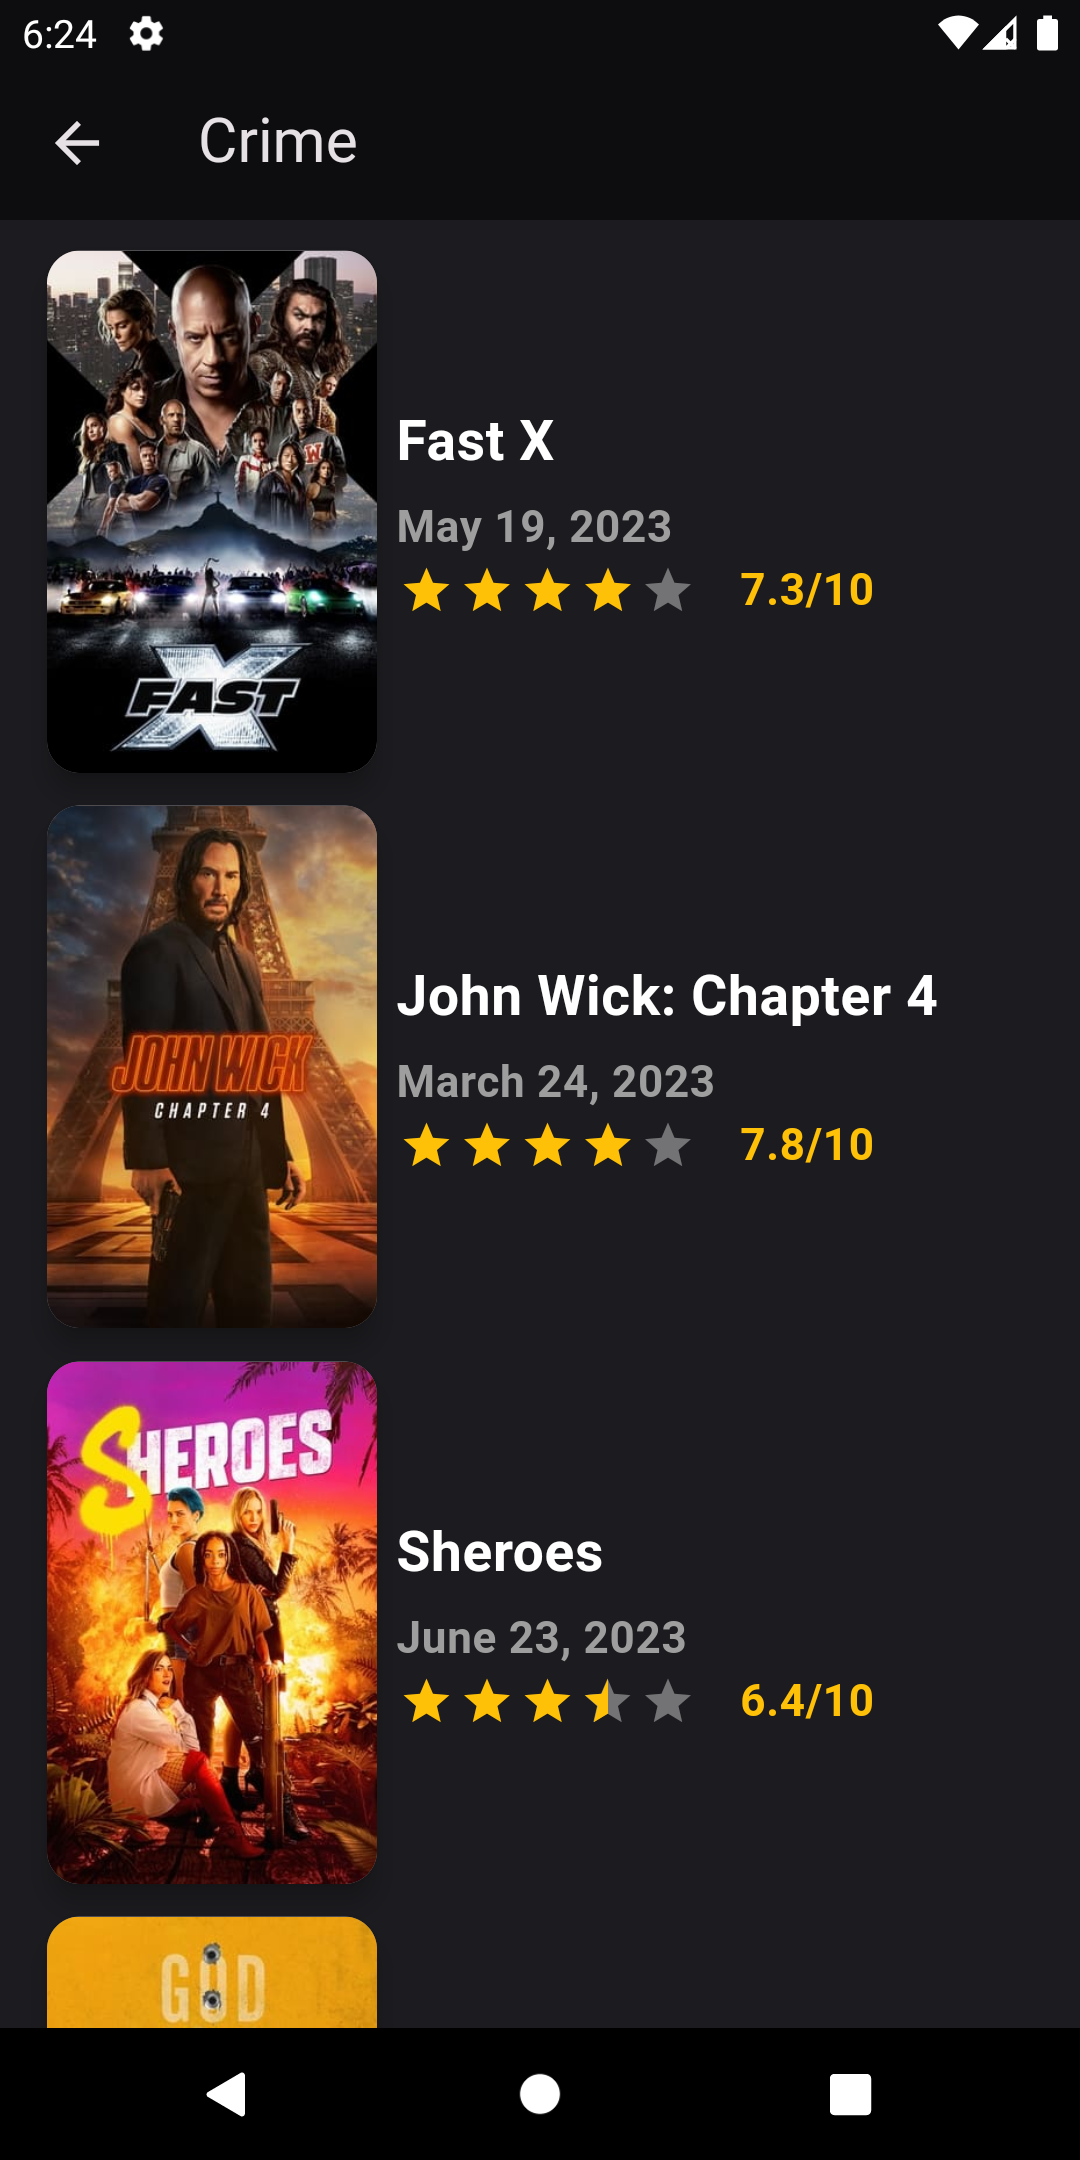 6:24
Crime
FAST X
Fast X
May 19, 2023
7.3/10
JOHN WICK
CHAPTER 4
John Wick: Chapter 4
March 24, 2023
7.8/10
SHEROES
Sheroes
June 23, 2023
6.4/10
GOD